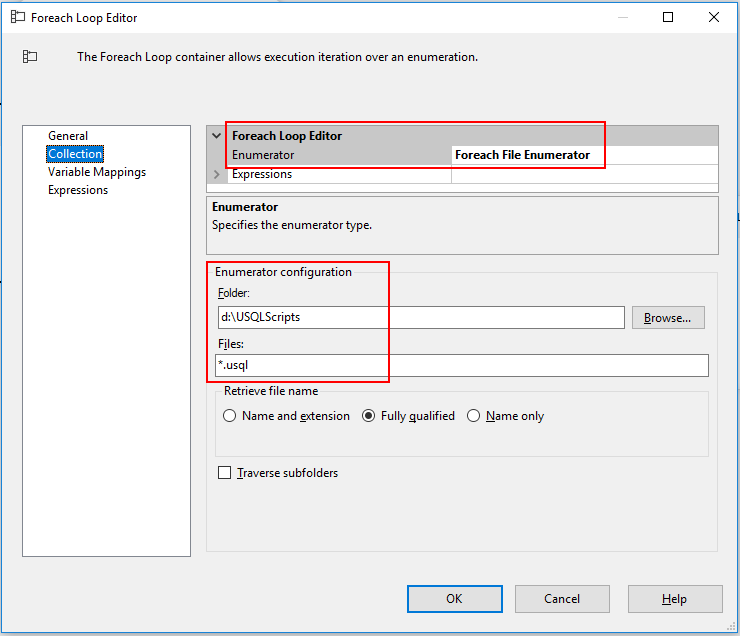 Foreach Loop Editor
The Foreach Loop container allows execution iteration over an enumeration.
General
Collection
Variable Mappings
Expressions
Foreach Loop Editor
Enumerator Foreach File Enumerator
Expressions
Enumerator
Specifies the enumerator type.
Enumerator configuration
Folder:
d:\USQLScripts
Browse...
Files:
*.usql
Retrieve file name
Name and extension Fully qualified Name only
Traverse subfolders
OK Cancel Help